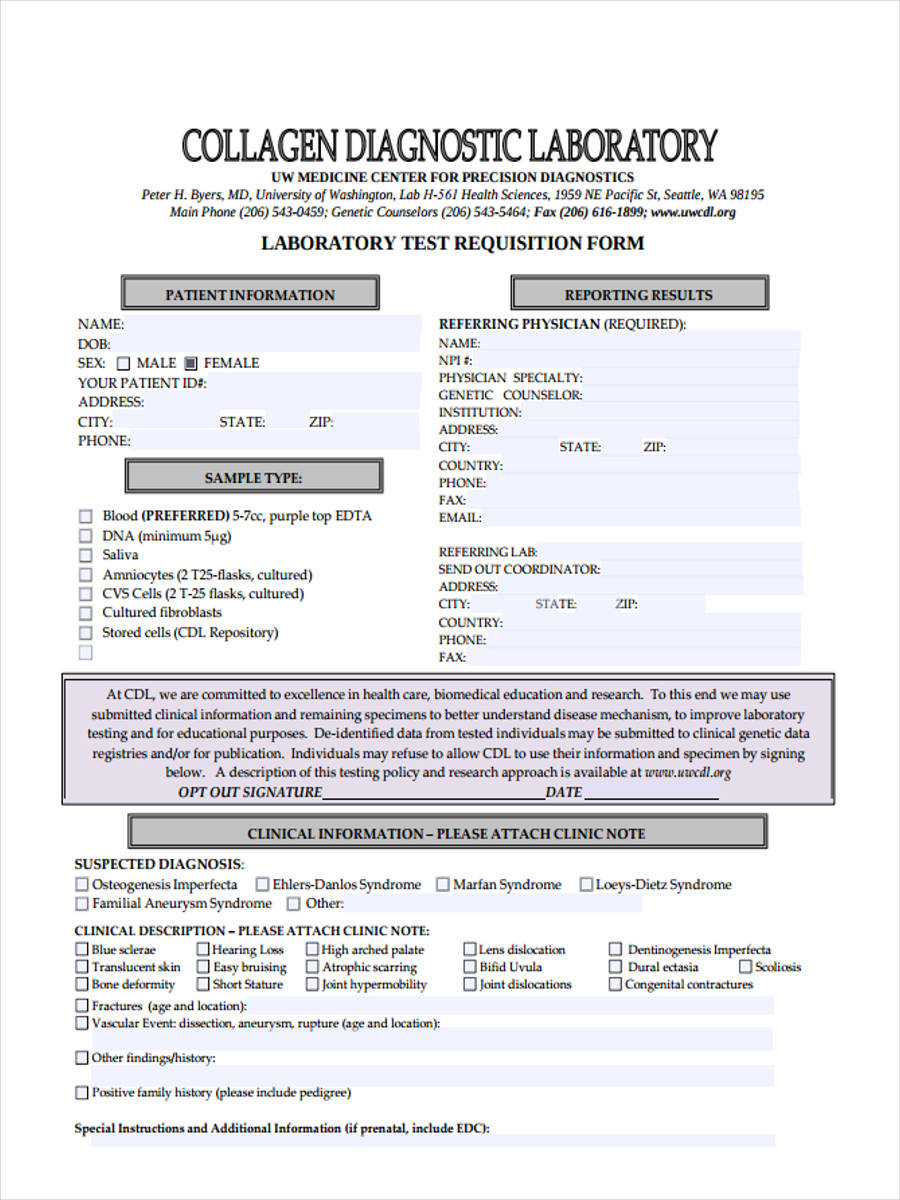 COLLAGEN DIAGNOSTIC LABORATORY
UW MEDICINE CENTER FOR PRECISION DIAGNOSTICS
Peter H. Byers, MD, University of Washington, Lab H-561 Health Sciences, 1959 NE Pacific St, Seattle, WA 98195
Main Phone (206) 543-0459; Genetic Counselors (206) 543-5464; Fax (206) 616-1899; www.uwcdl.org
LABORATORY TEST REQUISITION FORM
PATIENT INFORMATION
NAME:
DOB:
SEX: MALE FEMALE
YOUR PATIENT ID#:
ADDRESS:
CITY: STATE: ZIP:
PHONE:
SAMPLE TYPE:
Blood (PREFERRED) 5-7cc, purple top EDTA
DNA (minimum 5µg)
Saliva
Amniocytes (2 T25-flasks, cultured)
CVS Cells (2 T-25 flasks, cultured)
Cultured fibroblasts
Stored cells (CDL Repository)
REPORTING RESULTS
REFERRING PHYSICIAN (REQUIRED):
NAME:
NPI #:
PHYSICIAN SPECIALTY:
GENETIC COUNSELOR:
INSTITUTION:
ADDRESS:
CITY: STATE: ZIP:
COUNTRY:
PHONE:
FAX:
EMAIL:
REFERRING LAB:
SEND OUT COORDINATOR:
ADDRESS:
CITY: STATE: ZIP:
COUNTRY:
PHONE:
FAX:
At CDL, we are committed to excellence in health care, biomedical education and research. To this end we may use
submitted clinical information and remaining specimens to better understand disease mechanism, to improve laboratory
testing and for educational purposes. De-identified data from tested individuals may be submitted to clinical genetic data
registries and/or for publication. Individuals may refuse to allow CDL to use their information and specimen by signing
below. A description of this testing policy and research approach is available at www.uwcdl.org
OPT OUT SIGNATURE DATE
CLINICAL INFORMATION – PLEASE ATTACH CLINIC NOTE
SUSPECTED DIAGNOSIS:
Osteogenesis Imperfecta Ehlers-Danlos Syndrome Marfan Syndrome Loeys-Dietz Syndrome
Familial Aneurysm Syndrome Other:
CLINICAL DESCRIPTION – PLEASE ATTACH CLINIC NOTE:
Blue sclerae Hearing Loss High arched palate Lens dislocation Dentinogenesis Imperfecta
Translucent skin Easy bruising Atrophic scarring Bifid Uvula Dural ectasia Scoliosis
Bone deformity Short Stature Joint hypermobility Joint dislocations Congenital contractures
Fractures (age and location):
Vascular Event: dissection, aneurysm, rupture (age and location):
Other findings/history:
Positive family history (please include pedigree)
Special Instructions and Additional Information (if prenatal, include EDC):